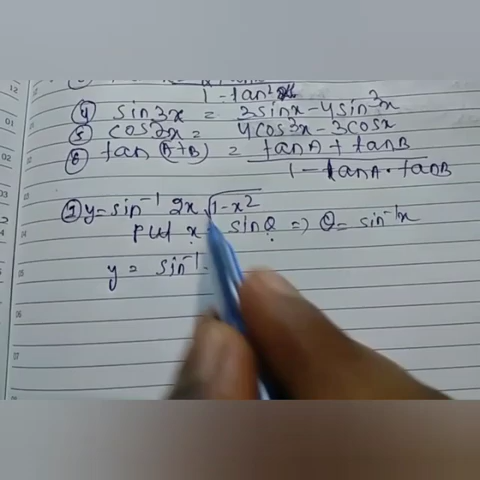 1-tan²x
④ sin3x = 3sinx-4sin³x
⑤ cos3x = 4cos³x-3cosx
⑥ tan(A+B) = tanA+tanB
1-tanA·tanB
① y=sin⁻¹ 2x√1-x²
put x sinθ ⇒ θ= sin⁻¹x
y = sin⁻¹